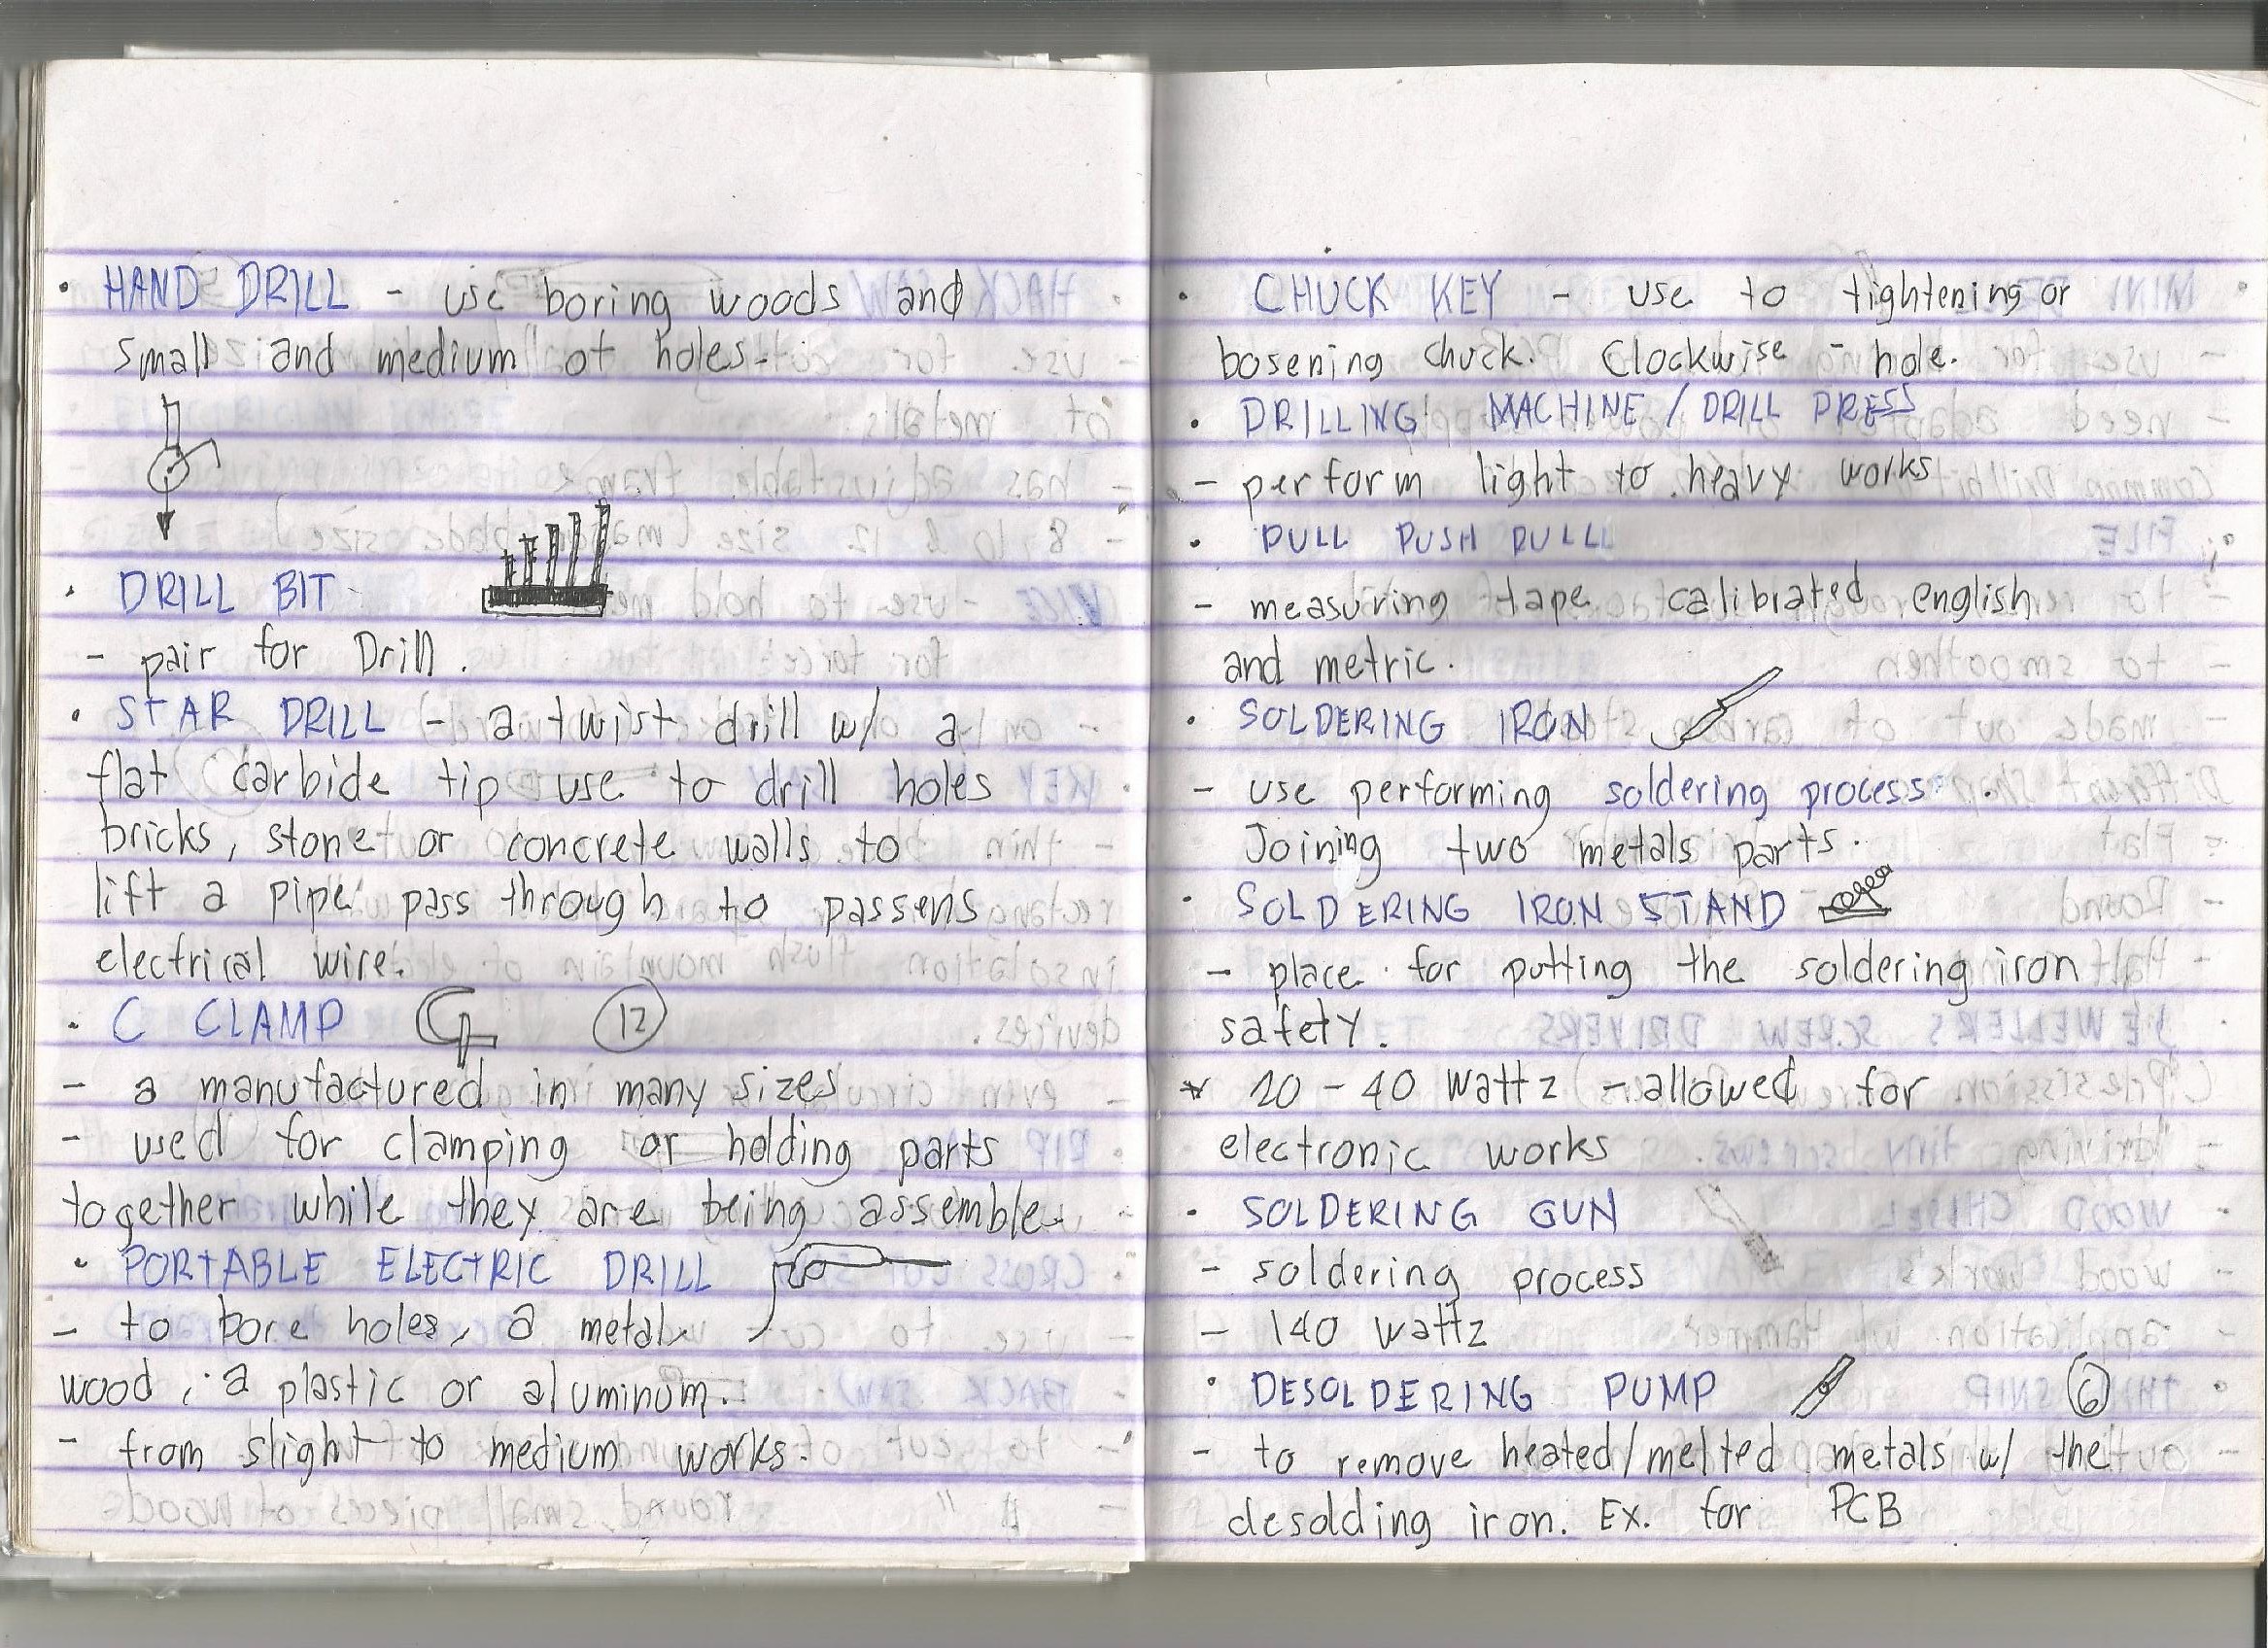 • HAND DRILL - use boring woods and
small and medium of holes.
• DRILL BIT
- pair for Drill.
• STAR DRILL - a twist drill w/ a
flat carbide tip use to drill holes
bricks, stone or concrete walls to
lift a pipe pass through to passens
electrical wire.
• C CLAMP 12
- a manufactured in many sizes
- used for clamping or holding parts
together while they are being assemble.
• PORTABLE ELECTRIC DRILL
- to bore holes, a metal
wood, a plastic or aluminum.
- from slight to medium works.
• CHUCK KEY - use to tightening or
bosening chuck. Clockwise - hole.
• DRILLING MACHINE / DRILL PRESS
- perform light to heavy works
• PULL PUSH RULLL
- measuring tape calibrated english
and metric.
• SOLDERING IRON
- use performing soldering process.
Joining two metals parts.
• SOLDERING IRON STAND
- place for putting the soldering iron
safety.
* 20 - 40 wattz - allowed for
electronic works
• SOLDERING GUN
- soldering process
- 140 wattz
• DESOLDERING PUMP 6
- to remove heated/melted metals w/ the
desolding iron. Ex. for PCB